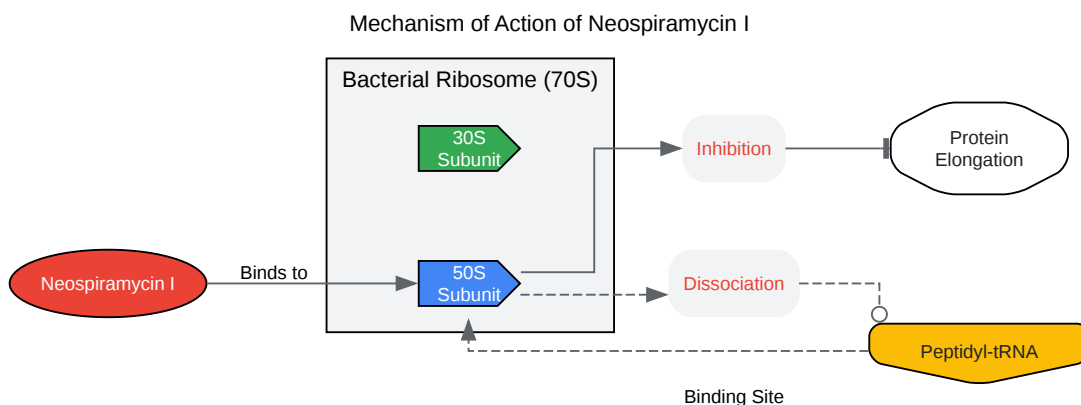 Mechanism of Action of Neospiramycin I
Bacterial Ribosome (70S)
30S
Subunit
Inhibition
Protein
Elongation
Neospiramycin I
Binds to
50S
Subunit
Dissociation
Peptidyl-tRNA
Binding Site